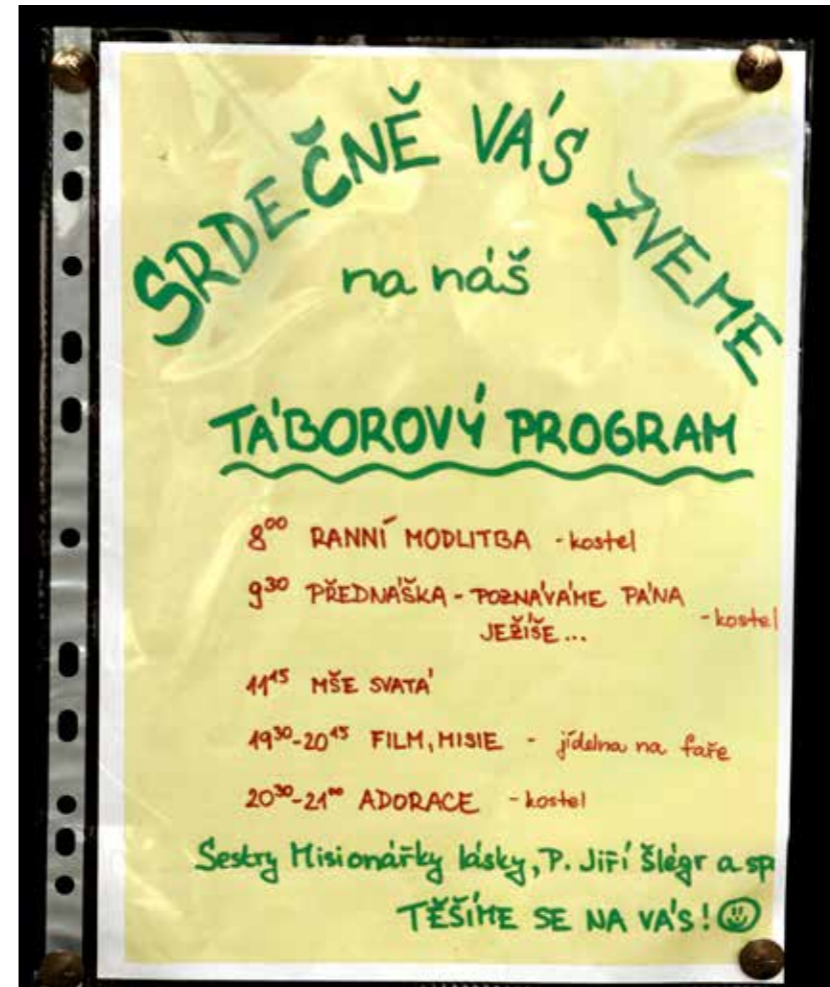 SRDEČNĚ VÁS ZVEME
na náš
TÁBOROVÝ PROGRAM
8⁰⁰ RANNÍ MODLITBA - kostel
9³⁰ PŘEDNÁŠKA - POZNÁVÁME PÁNA
JEŽÍŠE... - kostel
11¹⁵ MŠE SVATÁ
19³⁰-20¹⁵ FILM, MISIE - jídelna na faře
20³⁰-21⁰⁰ ADORACE - kostel
Sestry Misionářky lásky, P. Jiří Šlégr a sp
TĚŠÍME SE NA VÁS!